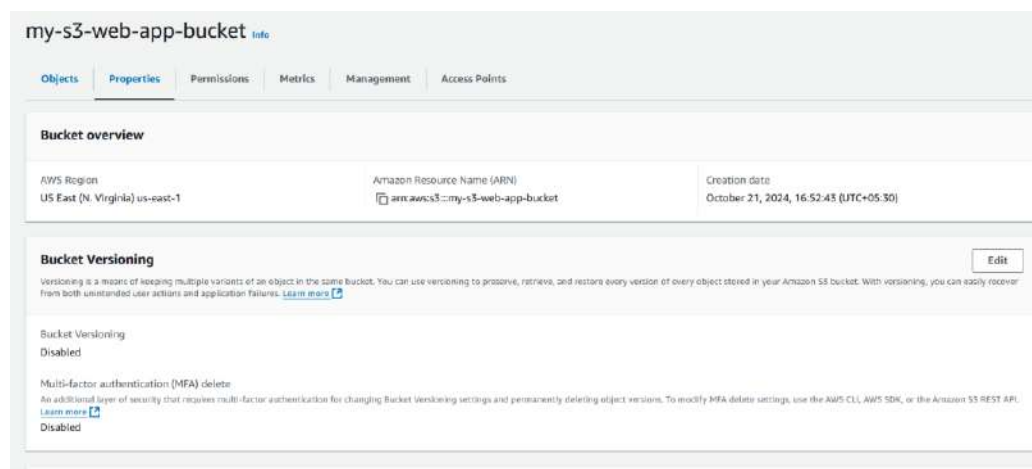 my-s3-web-app-bucket Info
Objects Properties Permissions Metrics Management Access Points
Bucket overview
AWS Region
US East (N. Virginia) us-east-1
Amazon Resource Name (ARN)
arn:aws:s3:::my-s3-web-app-bucket
Creation date
October 21, 2024, 16:52:43 (UTC+05:30)
Bucket Versioning
Edit
Versioning is a means of keeping multiple variants of an object in the same bucket. You can use versioning to preserve, retrieve, and restore every version of every object stored in your Amazon S3 bucket. With versioning, you can easily recover
from both unintended user actions and application failures. Learn more
Bucket Versioning
Disabled
Multi-factor authentication (MFA) delete
An additional layer of security that requires multi-factor authentication for changing Bucket Versioning settings and permanently deleting object versions. To modify MFA delete settings, use the AWS CLI, AWS SDK, or the Amazon S3 REST API.
Learn more
Disabled